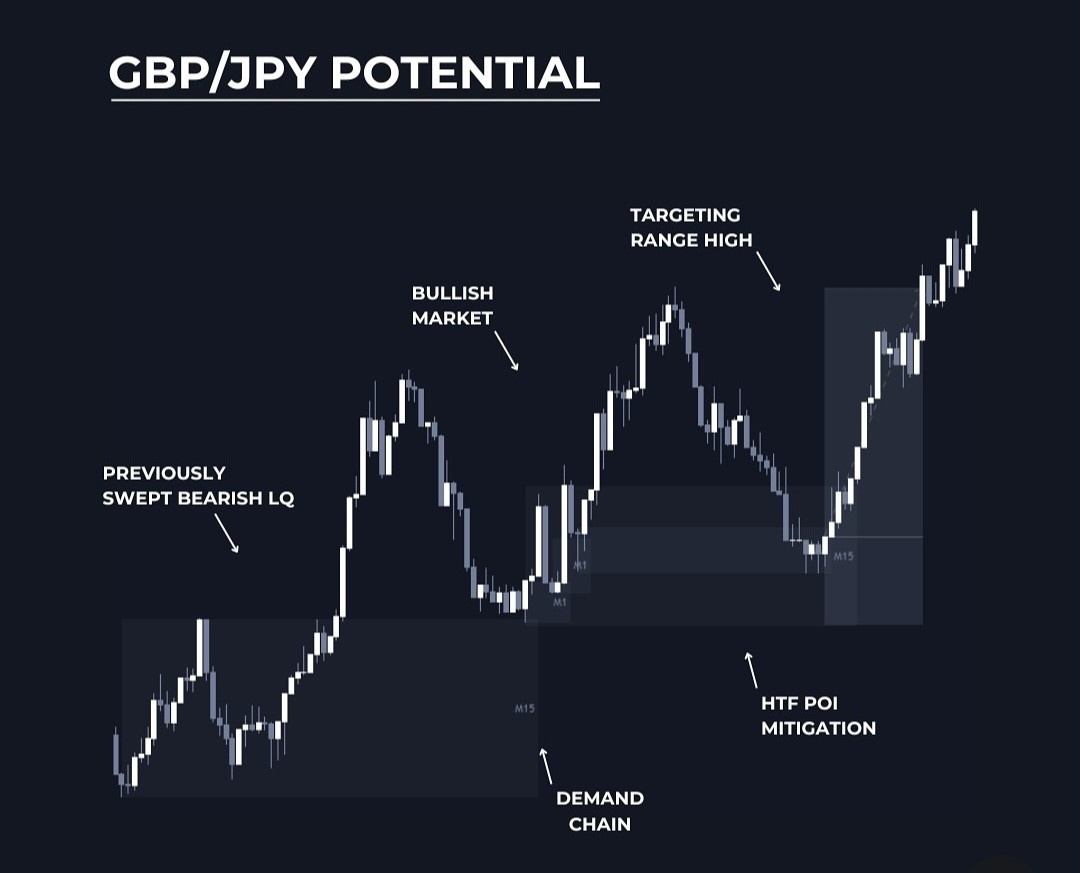 GBP/JPY POTENTIAL
TARGETING
RANGE HIGH
BULLISH
MARKET
PREVIOUSLY
SWEPT BEARISH LQ
M15
M1
M1
M15
HTF POI
MITIGATION
DEMAND
CHAIN